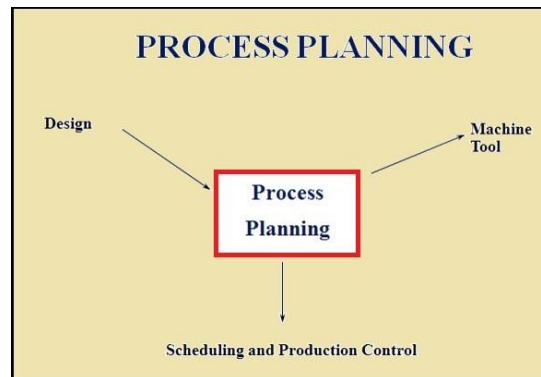 PROCESS PLANNING
Design
Machine
Tool
Process
Planning
Scheduling and Production Control